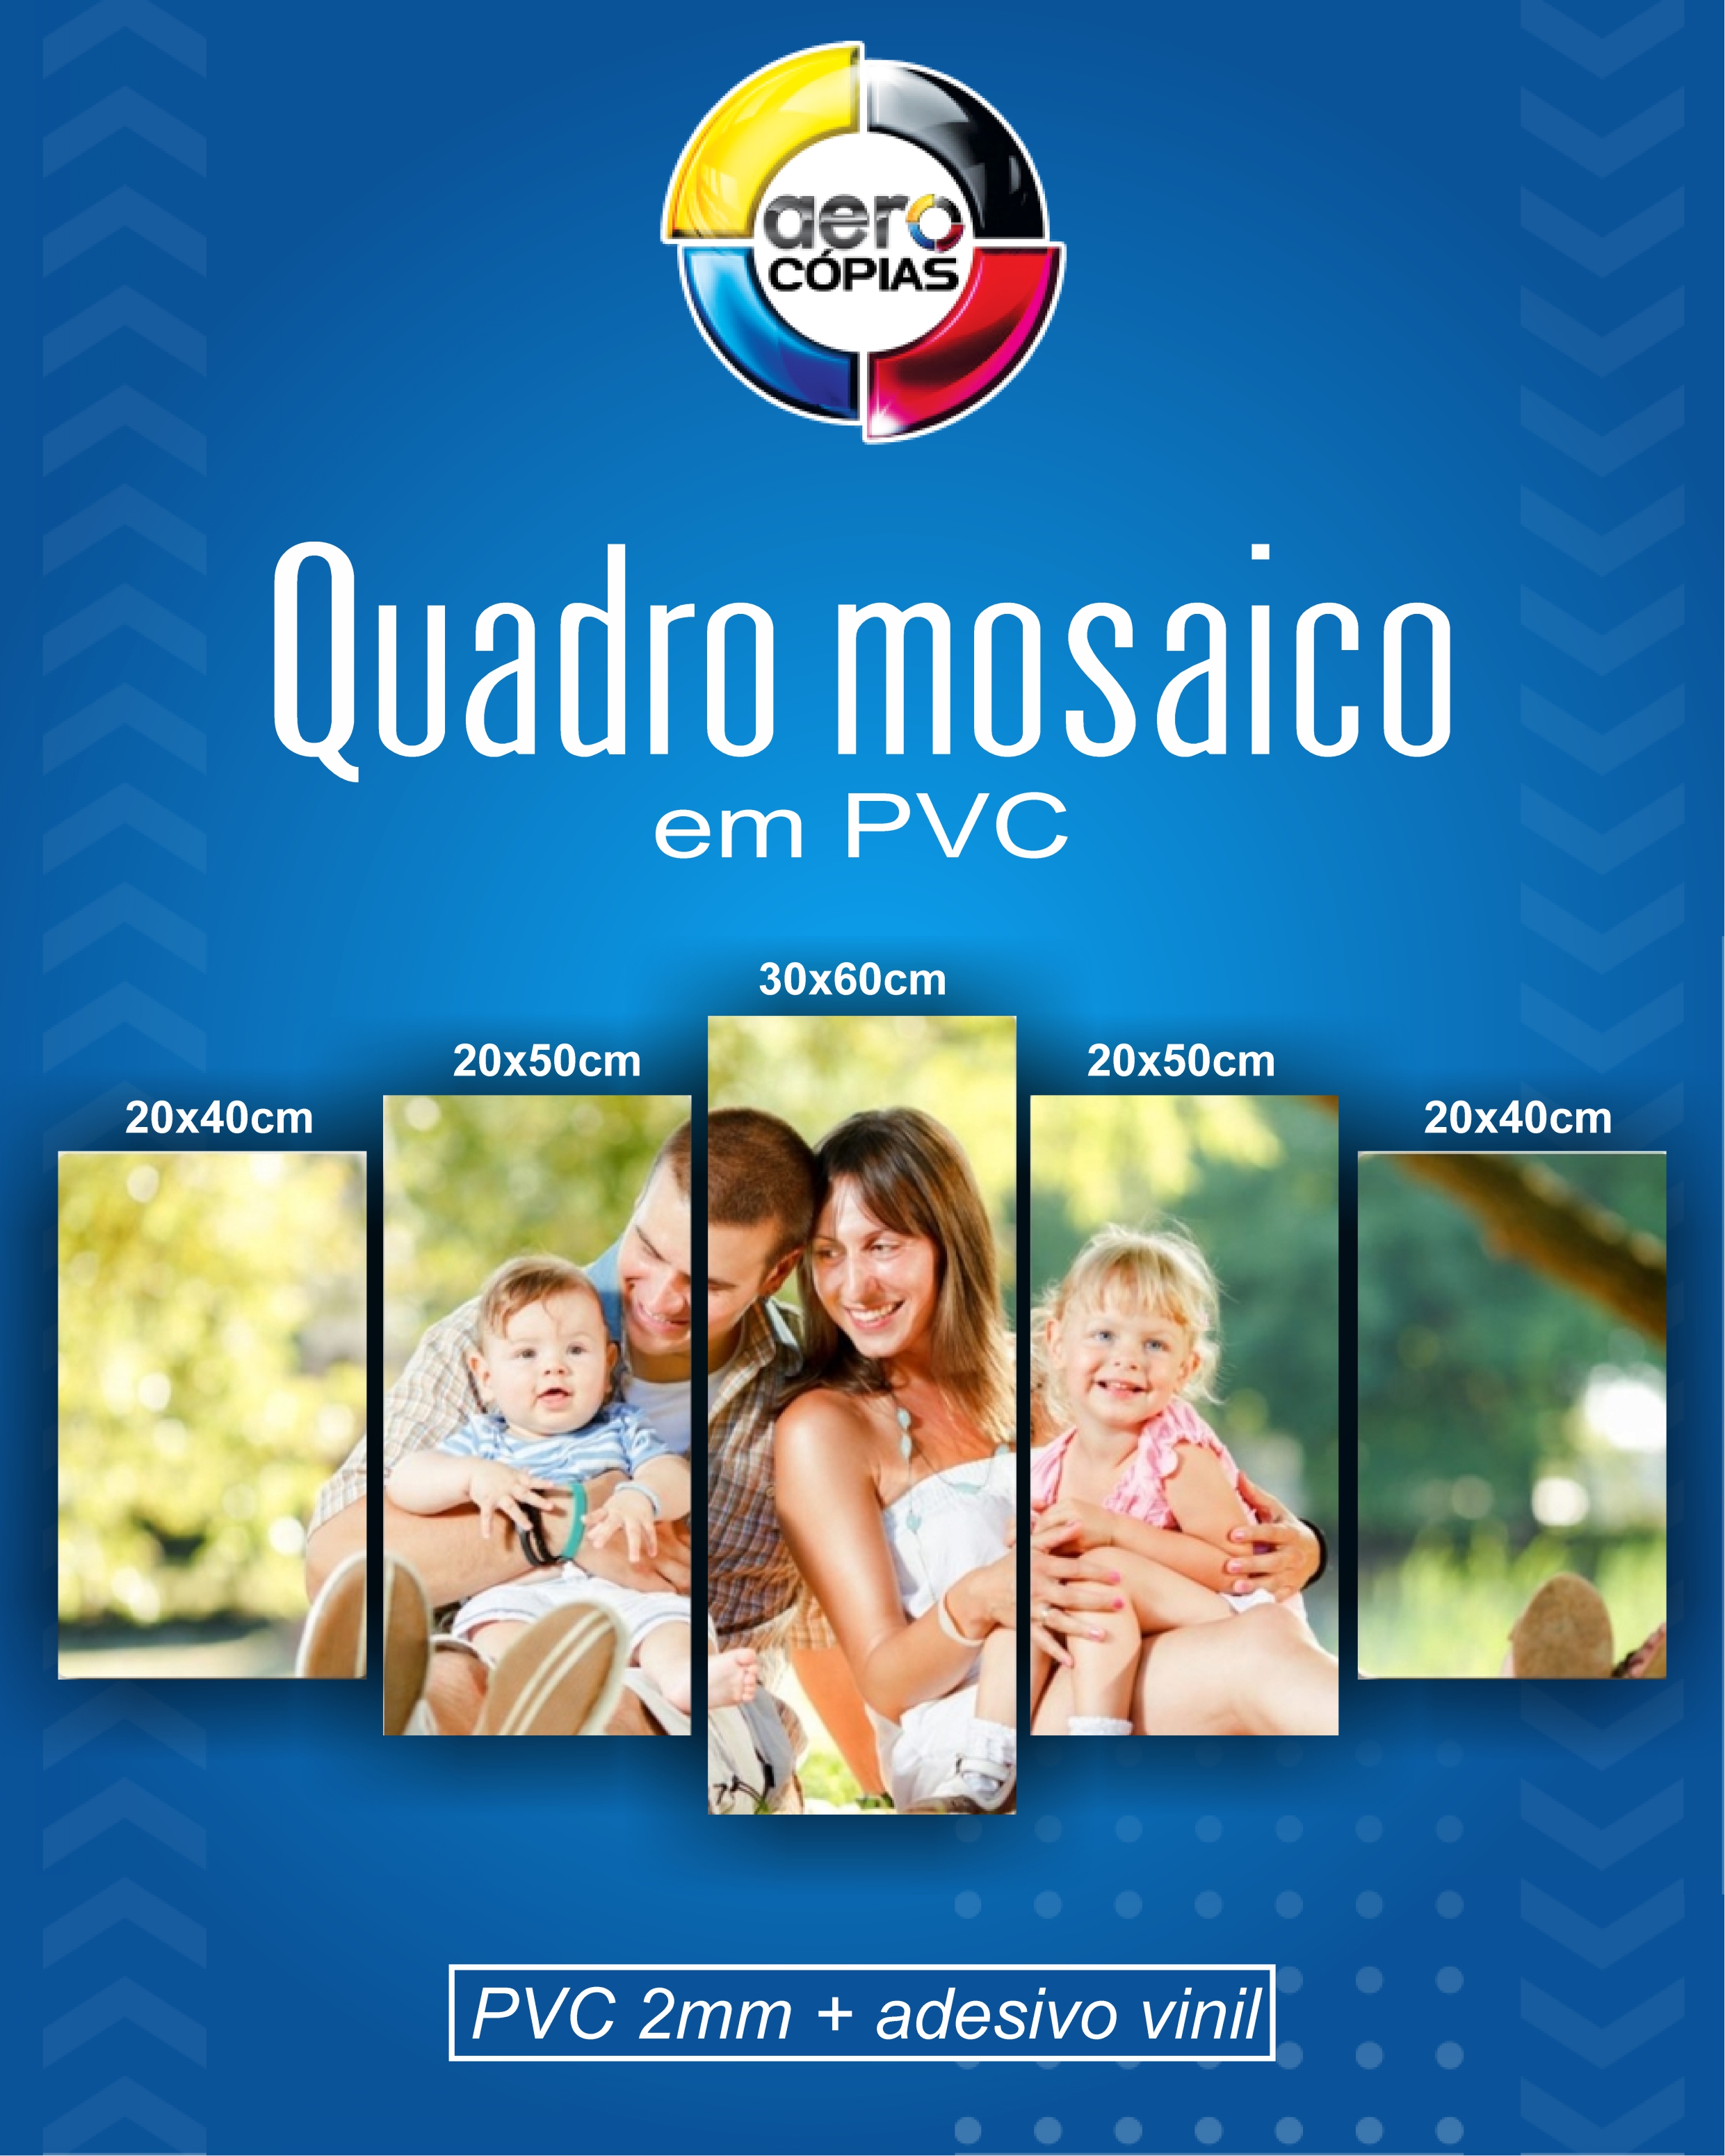 aero
CÓPIAS
Quadro mosaico
em PVC
30x60cm
20x50cm
20x50cm
20x40cm
20x40cm
PVC 2mm + adesivo vinil